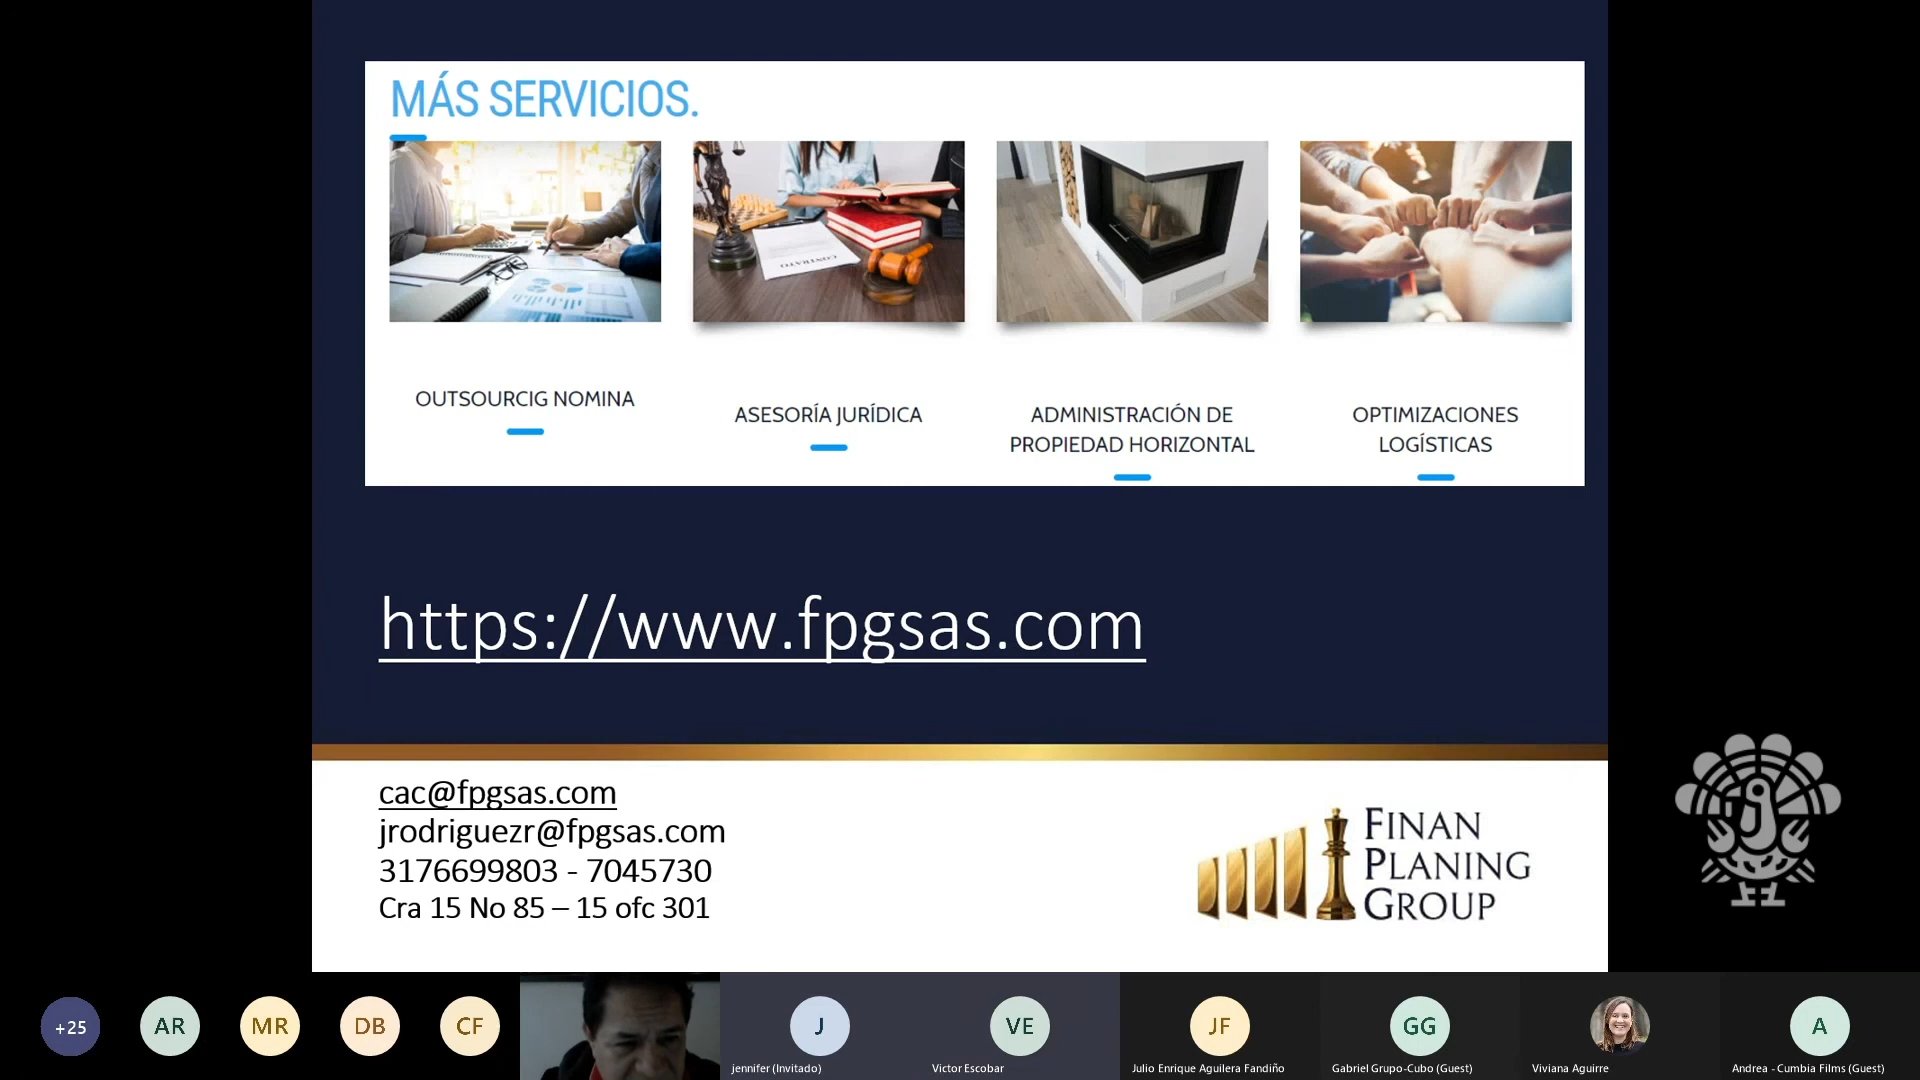 MÁS SERVICIOS.
CONTRATO
OUTSOURCIG NOMINA
ASESORÍA JURÍDICA
ADMINISTRACIÓN DE
PROPIEDAD HORIZONTAL
OPTIMIZACIONES
LOGÍSTICAS
https://www.fpgsas.com
cac@fpgsas.com
jrodriguezr@fpgsas.com
3176699803 - 7045730
Cra 15 No 85 – 15 ofc 301
FINAN
PLANING
GROUP
+25
AR
MR
DB
CF
J
jennifer (Invitado)
VE
Victor Escobar
JF
Julio Enrique Aguilera Fandiño
GG
Gabriel Grupo-Cubo (Guest)
Viviana Aguirre
A
Andrea - Cumbia Films (Guest)